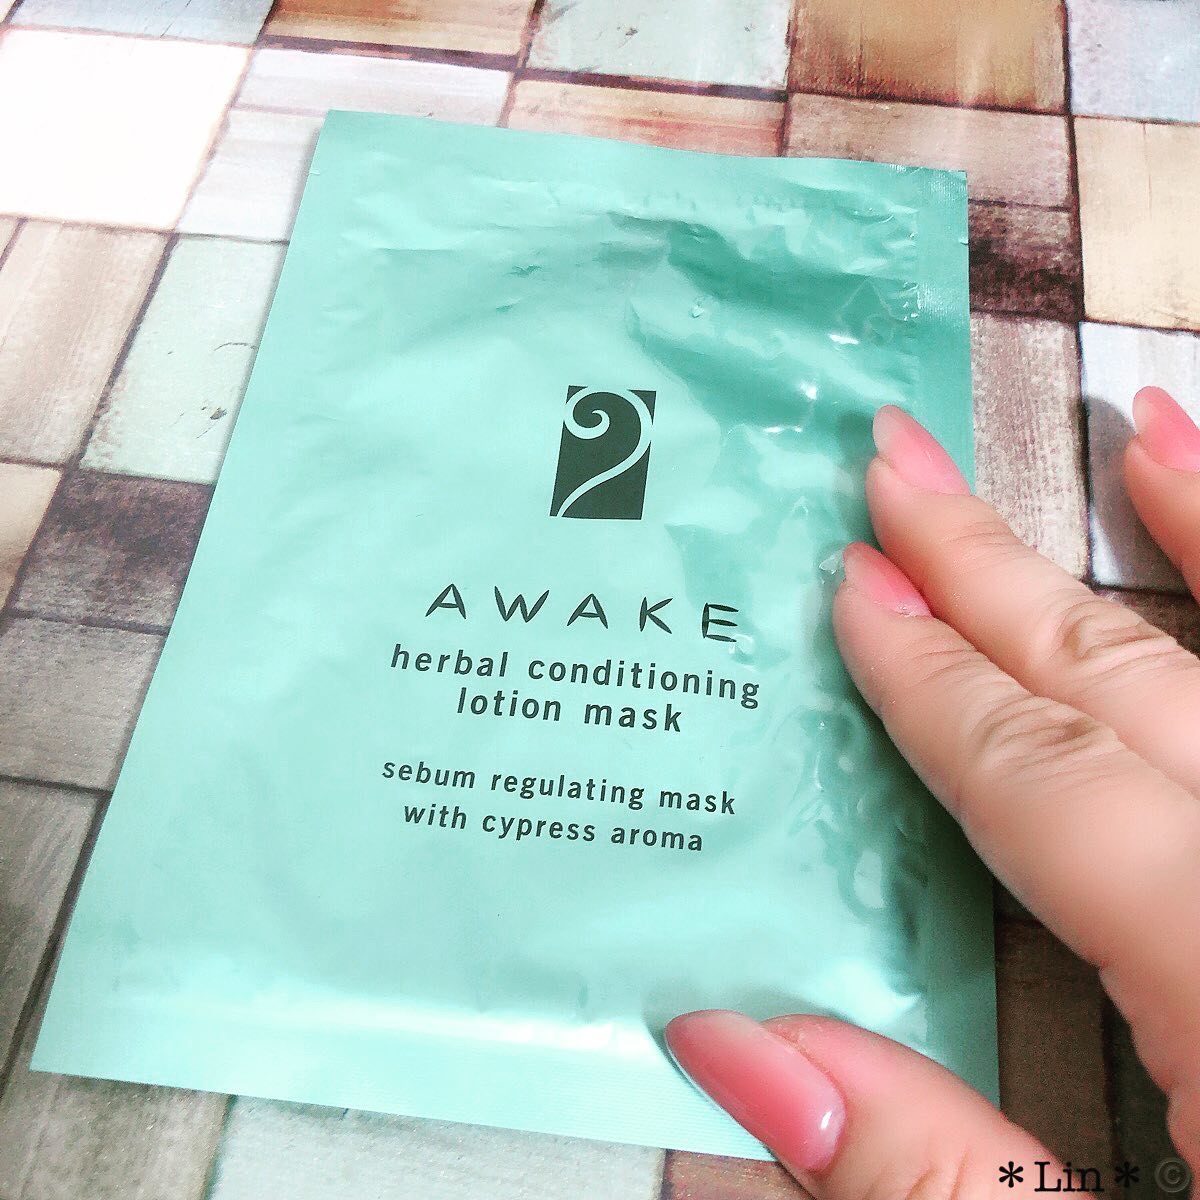 AWAKE
herbal conditioning
lotion mask
sebum regulating mask
with cypress aroma
*Lin* ©